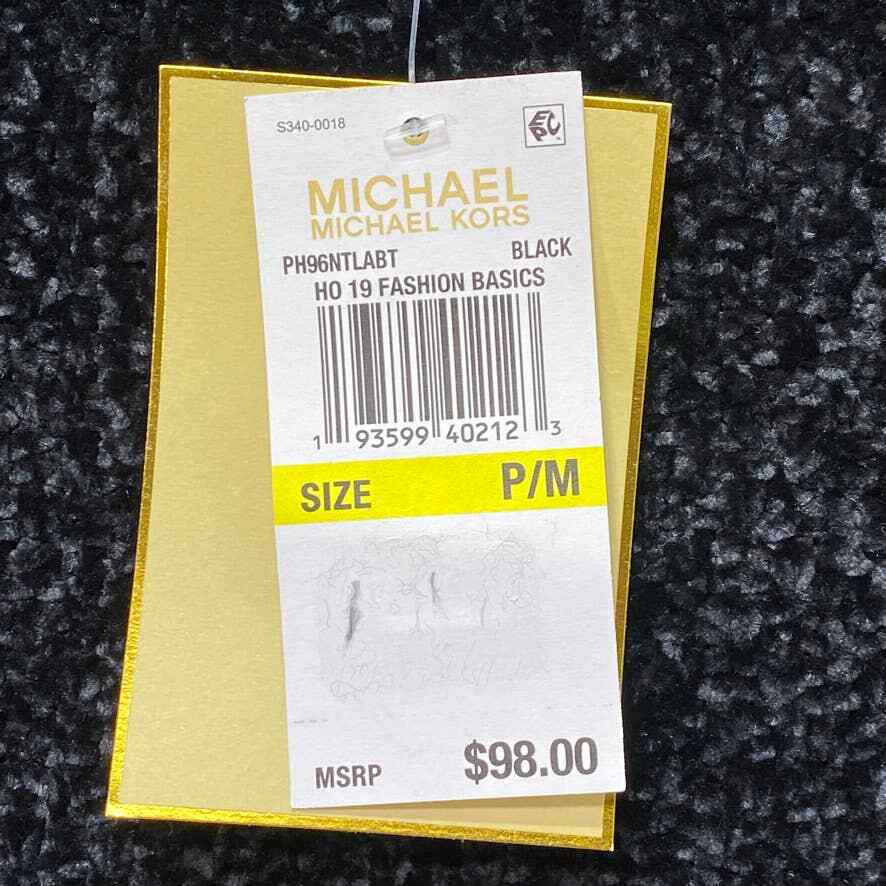 S340-0018
EPC
MICHAEL
MICHAEL KORS
PH96NTLABT BLACK
HO 19 FASHION BASICS
1 93599 40212 3
SIZE P/M
MSRP $98.00